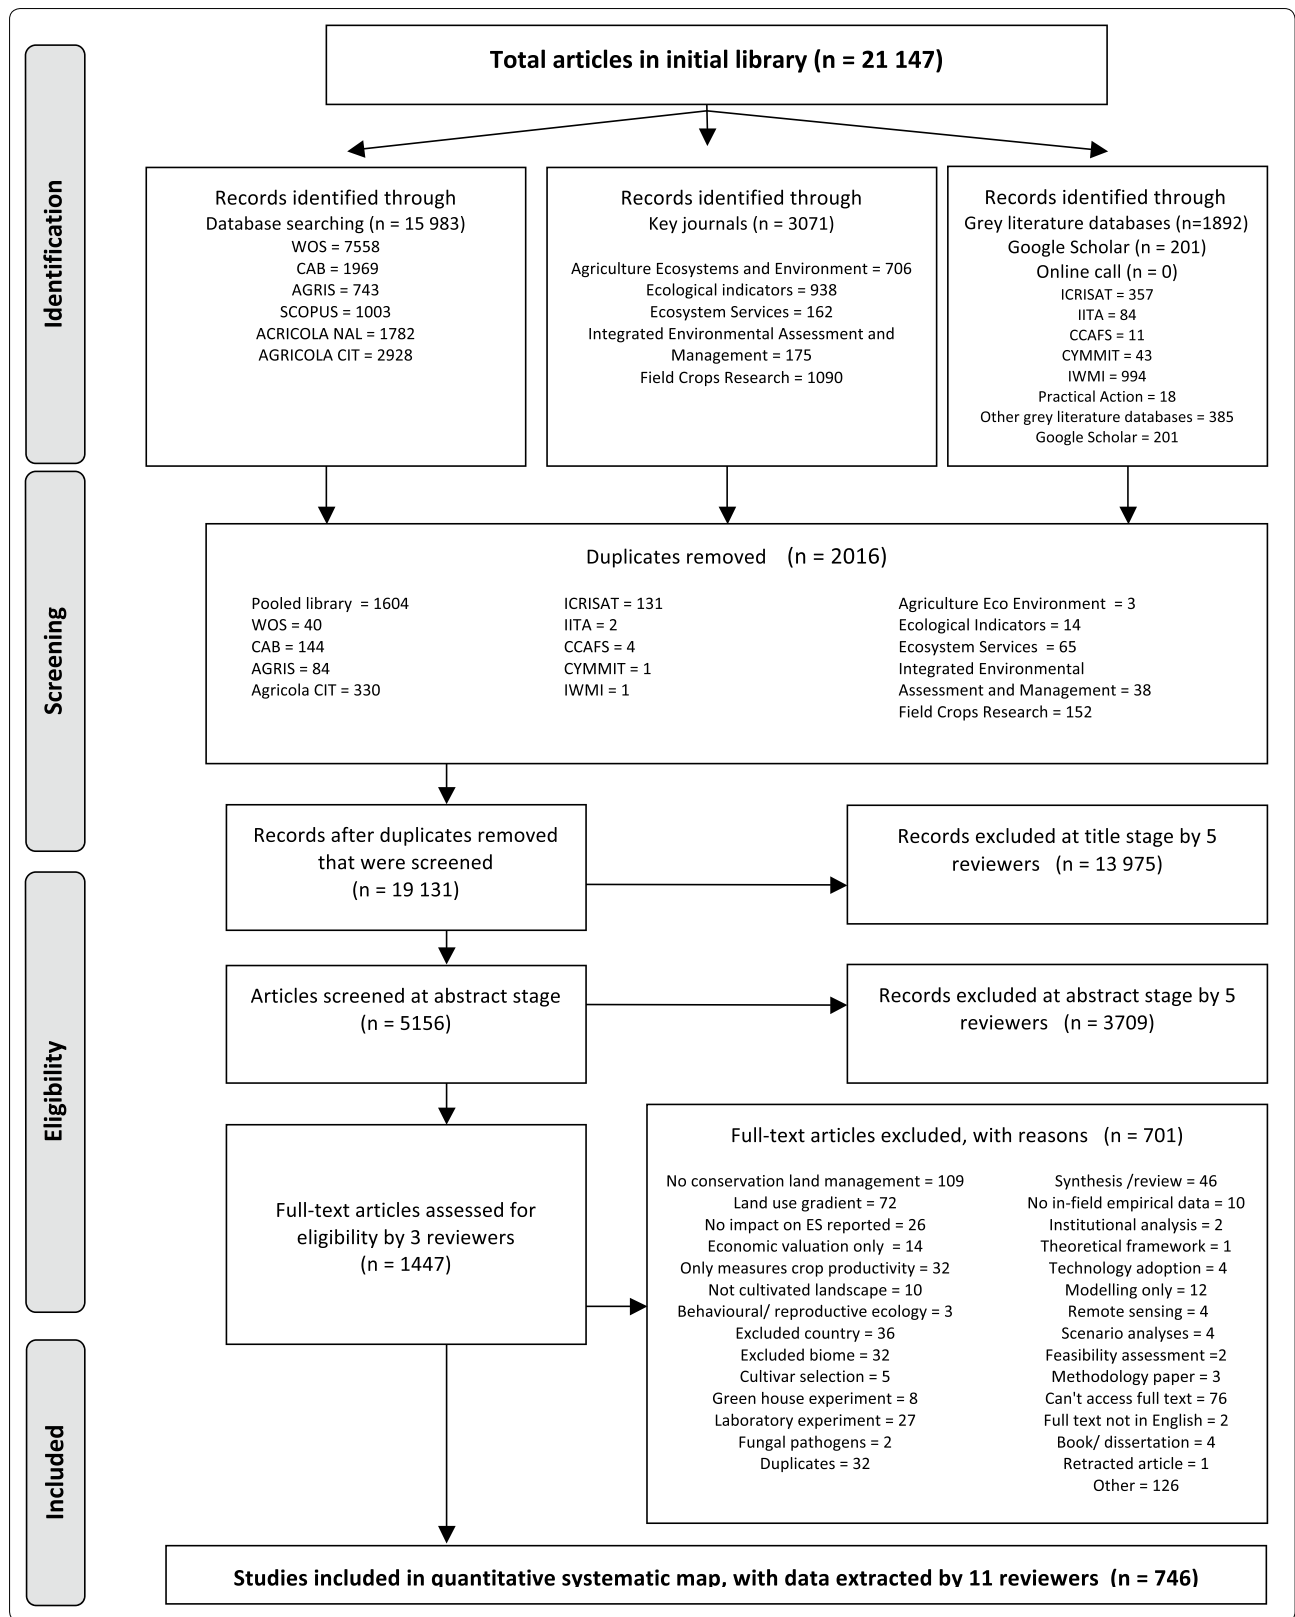 Total articles in initial library (n = 21 147)
Identification
Records identified through
Database searching (n = 15 983)
WOS = 7558
CAB = 1969
AGRIS = 743
SCOPUS = 1003
ACRICOLA NAL = 1782
AGRICOLA CIT = 2928
Records identified through
Key journals (n = 3071)
Agriculture Ecosystems and Environment = 706
Ecological indicators = 938
Ecosystem Services = 162
Integrated Environmental Assessment and
Management = 175
Field Crops Research = 1090
Records identified through
Grey literature databases (n=1892)
Google Scholar (n = 201)
Online call (n = 0)
ICRISAT = 357
IITA = 84
CCAFS = 11
CYMMIT = 43
IWMI = 994
Practical Action = 18
Other grey literature databases = 385
Google Scholar = 201
Screening
Duplicates removed (n = 2016)
Pooled library = 1604
WOS = 40
CAB = 144
AGRIS = 84
Agricola CIT = 330
ICRISAT = 131
IITA = 2
CCAFS = 4
CYMMIT = 1
IWMI = 1
Agriculture Eco Environment = 3
Ecological Indicators = 14
Ecosystem Services = 65
Integrated Environmental
Assessment and Management = 38
Field Crops Research = 152
Records after duplicates removed
that were screened
(n = 19 131)
Records excluded at title stage by 5
reviewers (n = 13 975)
Eligibility
Articles screened at abstract stage
(n = 5156)
Records excluded at abstract stage by 5
reviewers (n = 3709)
Full-text articles assessed for
eligibility by 3 reviewers
(n = 1447)
Full-text articles excluded, with reasons (n = 701)
No conservation land management = 109
Land use gradient = 72
No impact on ES reported = 26
Economic valuation only = 14
Only measures crop productivity = 32
Not cultivated landscape = 10
Behavioural/ reproductive ecology = 3
Excluded country = 36
Excluded biome = 32
Cultivar selection = 5
Green house experiment = 8
Laboratory experiment = 27
Fungal pathogens = 2
Duplicates = 32
Synthesis /review = 46
No in-field empirical data = 10
Institutional analysis = 2
Theoretical framework = 1
Technology adoption = 4
Modelling only = 12
Remote sensing = 4
Scenario analyses = 4
Feasibility assessment =2
Methodology paper = 3
Can't access full text = 76
Full text not in English = 2
Book/ dissertation = 4
Retracted article = 1
Other = 126
Included
Studies included in quantitative systematic map, with data extracted by 11 reviewers (n = 746)